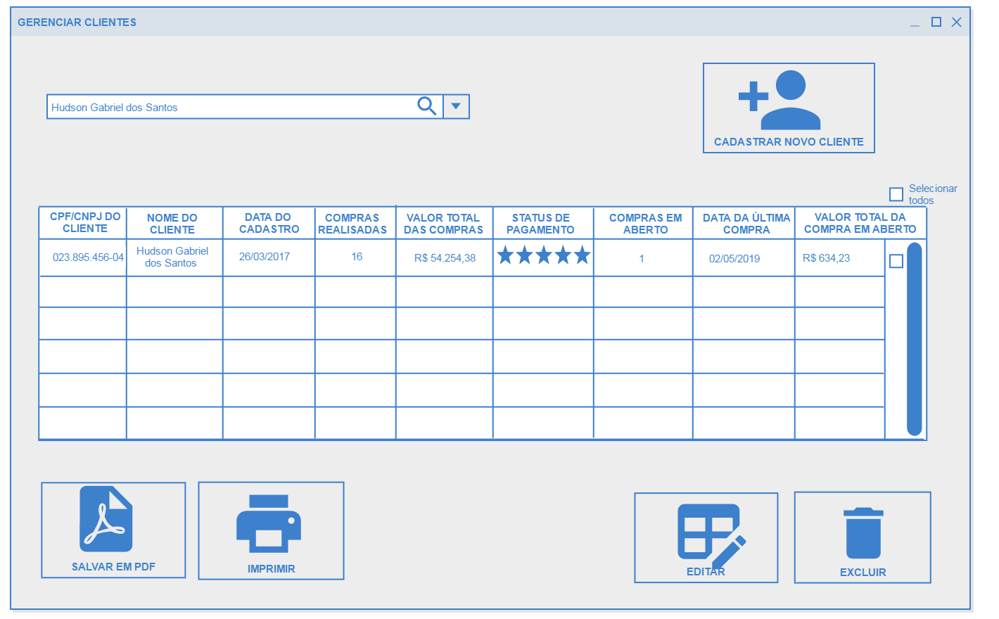 GERENCIAR CLIENTES
Hudson Gabriel dos Santos
CADASTRAR NOVO CLIENTE
Selecionar
todos
CPF/CNPJ DO
CLIENTE
NOME DO
CLIENTE
DATA DO
CADASTRO
COMPRAS
REALISADAS
VALOR TOTAL
DAS COMPRAS
STATUS DE
PAGAMENTO
COMPRAS EM
ABERTO
DATA DA ÚLTIMA
COMPRA
VALOR TOTAL DA
COMPRA EM ABERTO
023.895.456-04
Hudson Gabriel
dos Santos
26/03/2017
16
R$ 54.254,38
1
02/05/2019
R$ 634,23
SALVAR EM PDF
IMPRIMIR
EDITAR
EXCLUIR